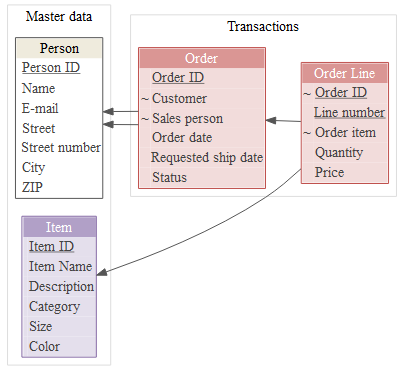 Master data
Person
Person ID
Name
E-mail
Street
Street number
City
ZIP
Item
Item ID
Item Name
Description
Category
Size
Color
Transactions
Order
Order ID
~ Customer
~ Sales person
Order date
Requested ship date
Status
Order Line
~ Order ID
Line number
~ Order item
Quantity
Price